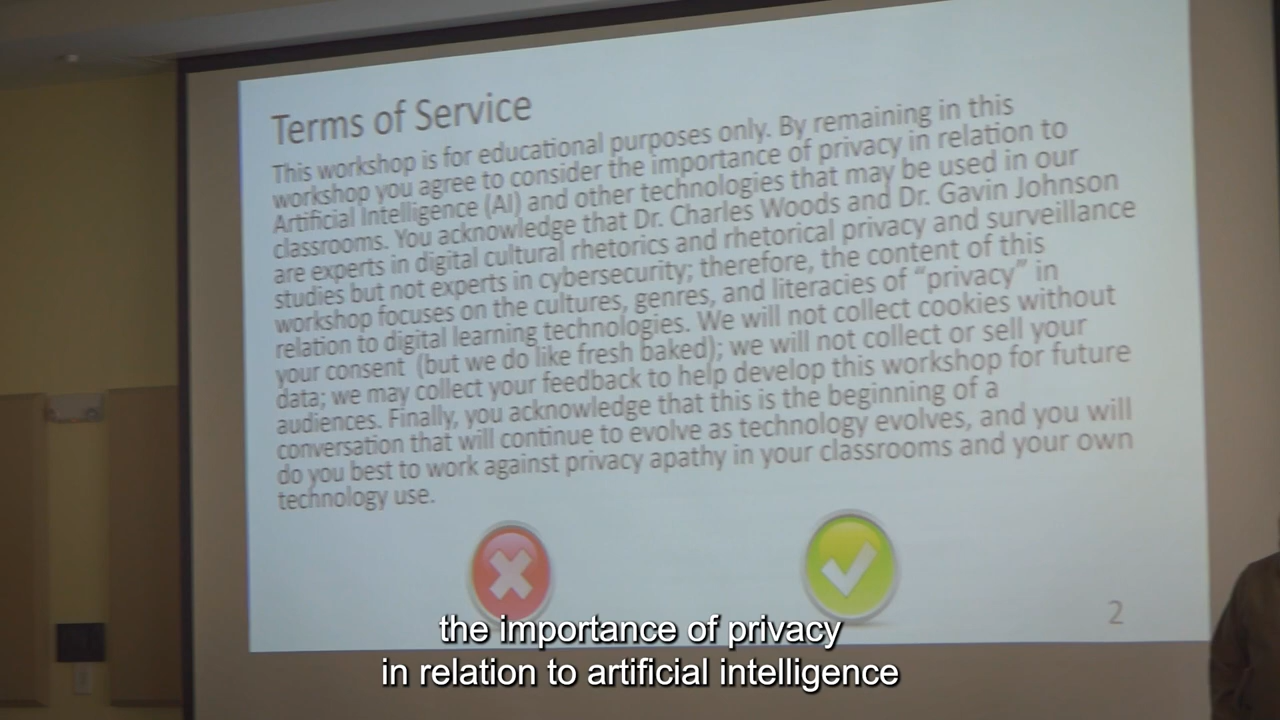 Terms of Service
This workshop is for educational purposes only. By remaining in this
workshop you agree to consider the importance of privacy in relation to
Artificial Intelligence (AI) and other technologies that may be used in our
classrooms. You acknowledge that Dr. Charles Woods and Dr. Gavin Johnson
are experts in digital cultural rhetorics and rhetorical privacy and surveillance
studies but not experts in cybersecurity; therefore, the content of this
workshop focuses on the cultures, genres, and literacies of “privacy” in
relation to digital learning technologies. We will not collect cookies without
your consent (but we do like fresh baked); we will not collect or sell your
data; we may collect your feedback to help develop this workshop for future
audiences. Finally, you acknowledge that this is the beginning of a
conversation that will continue to evolve as technology evolves, and you will
do you best to work against privacy apathy in your classrooms and your own
technology use.
2
the importance of privacy
in relation to artificial intelligence